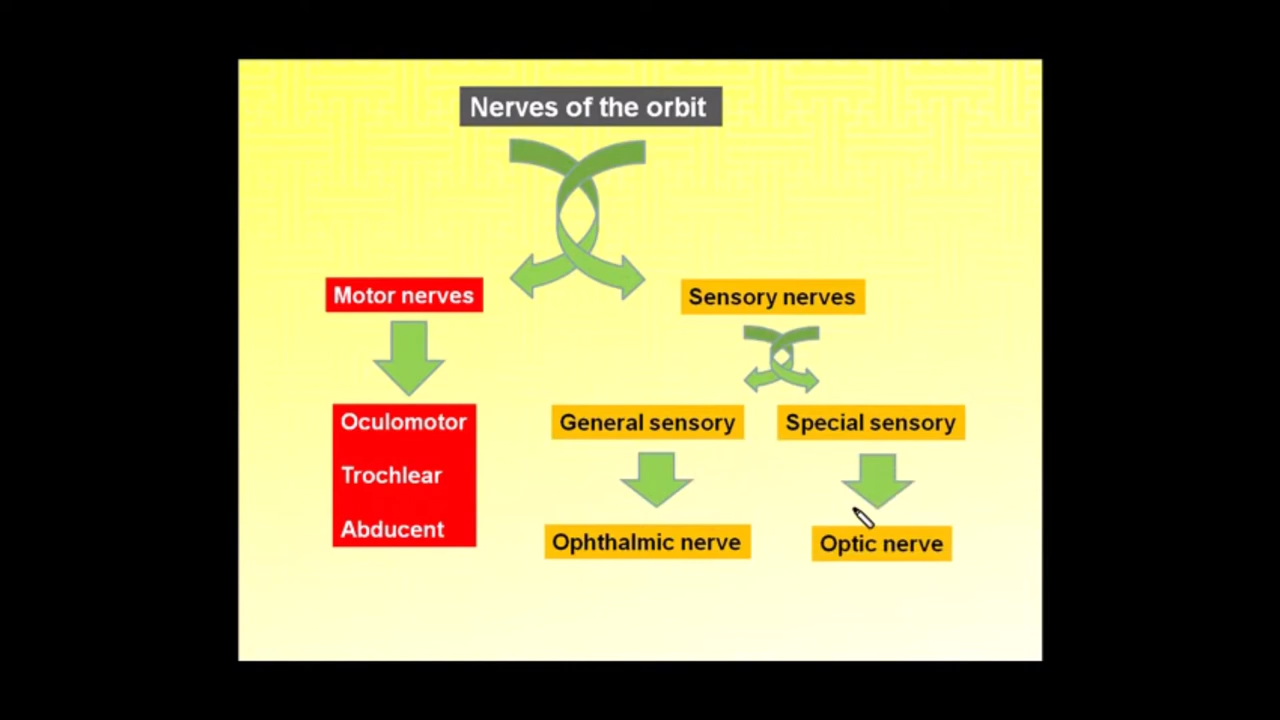 Nerves of the orbit
Motor nerves
Sensory nerves
Oculomotor
Trochlear
Abducent
General sensory
Special sensory
Ophthalmic nerve
Optic nerve